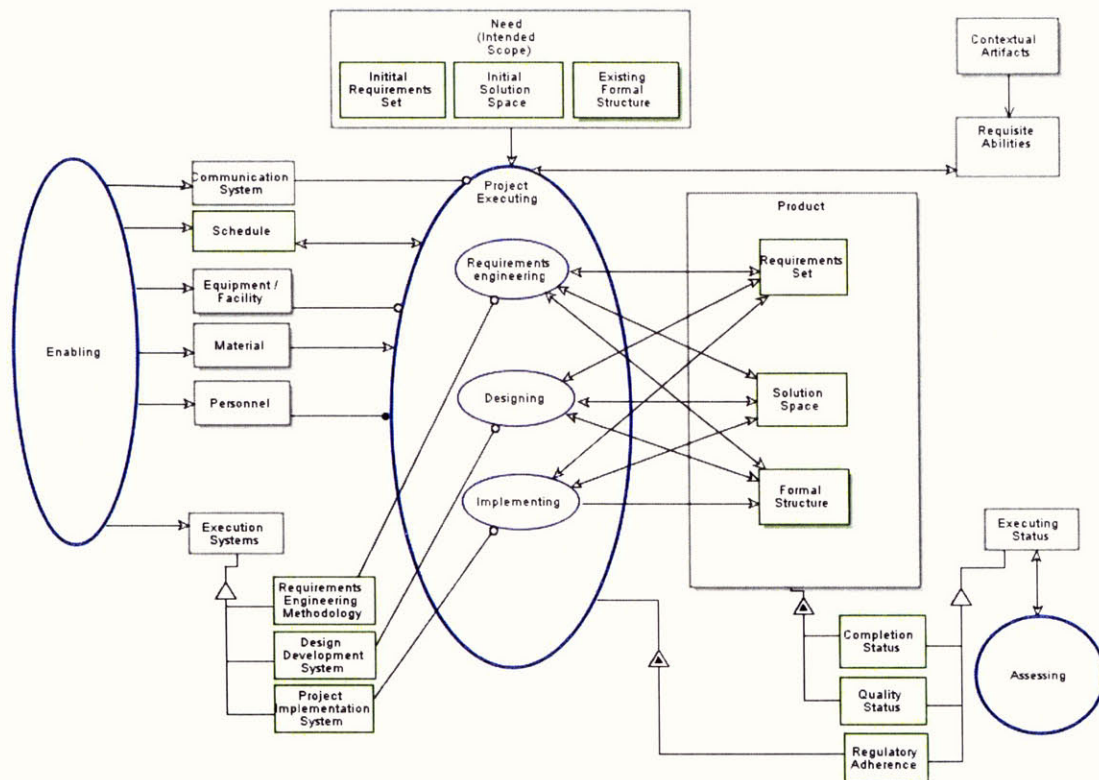 Need
(Intended
Scope)
Initital
Requirements
Set
Initial
Solution
Space
Existing
Formal
Structure
Contextual
Artifacts
Requisite
Abilities
Communication
System
Schedule
Equipment /
Facility
Material
Personnel
Enabling
Execution
Systems
Requirements
Engineering
Methodology
Design
Development
System
Project
Implementation
System
Project
Executing
Requirements
engineering
Designing
Implementing
Product
Requirements
Set
Solution
Space
Formal
Structure
Executing
Status
Completion
Status
Quality
Status
Regulatory
Adherence
Assessing